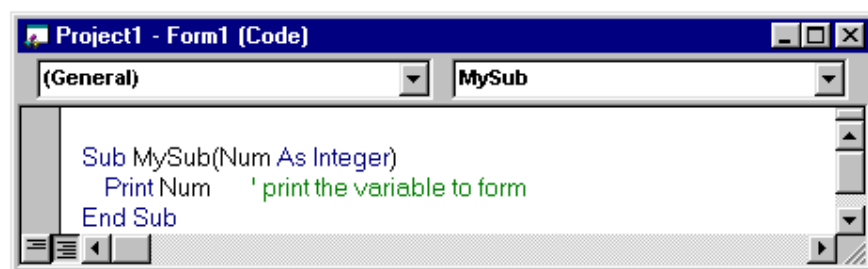 Project1 - Form1 (Code)
(General) MySub
Sub MySub(Num As Integer)
Print Num ' print the variable to form
End Sub